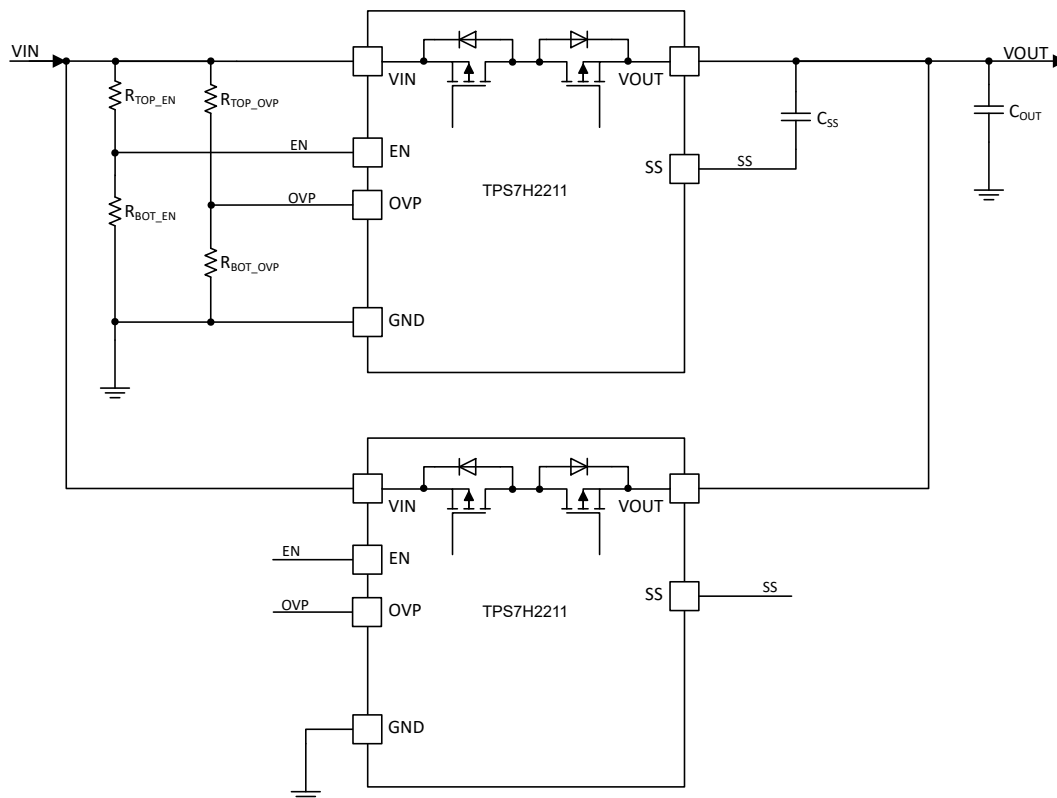 VIN
VOUT
VIN
VOUT
R_TOP_EN
R_TOP_OVP
C_SS
C_OUT
EN
EN
SS
SS
TPS7H2211
OVP
OVP
R_BOT_EN
R_BOT_OVP
GND
VIN
VOUT
EN
EN
SS
SS
OVP
OVP
TPS7H2211
GND